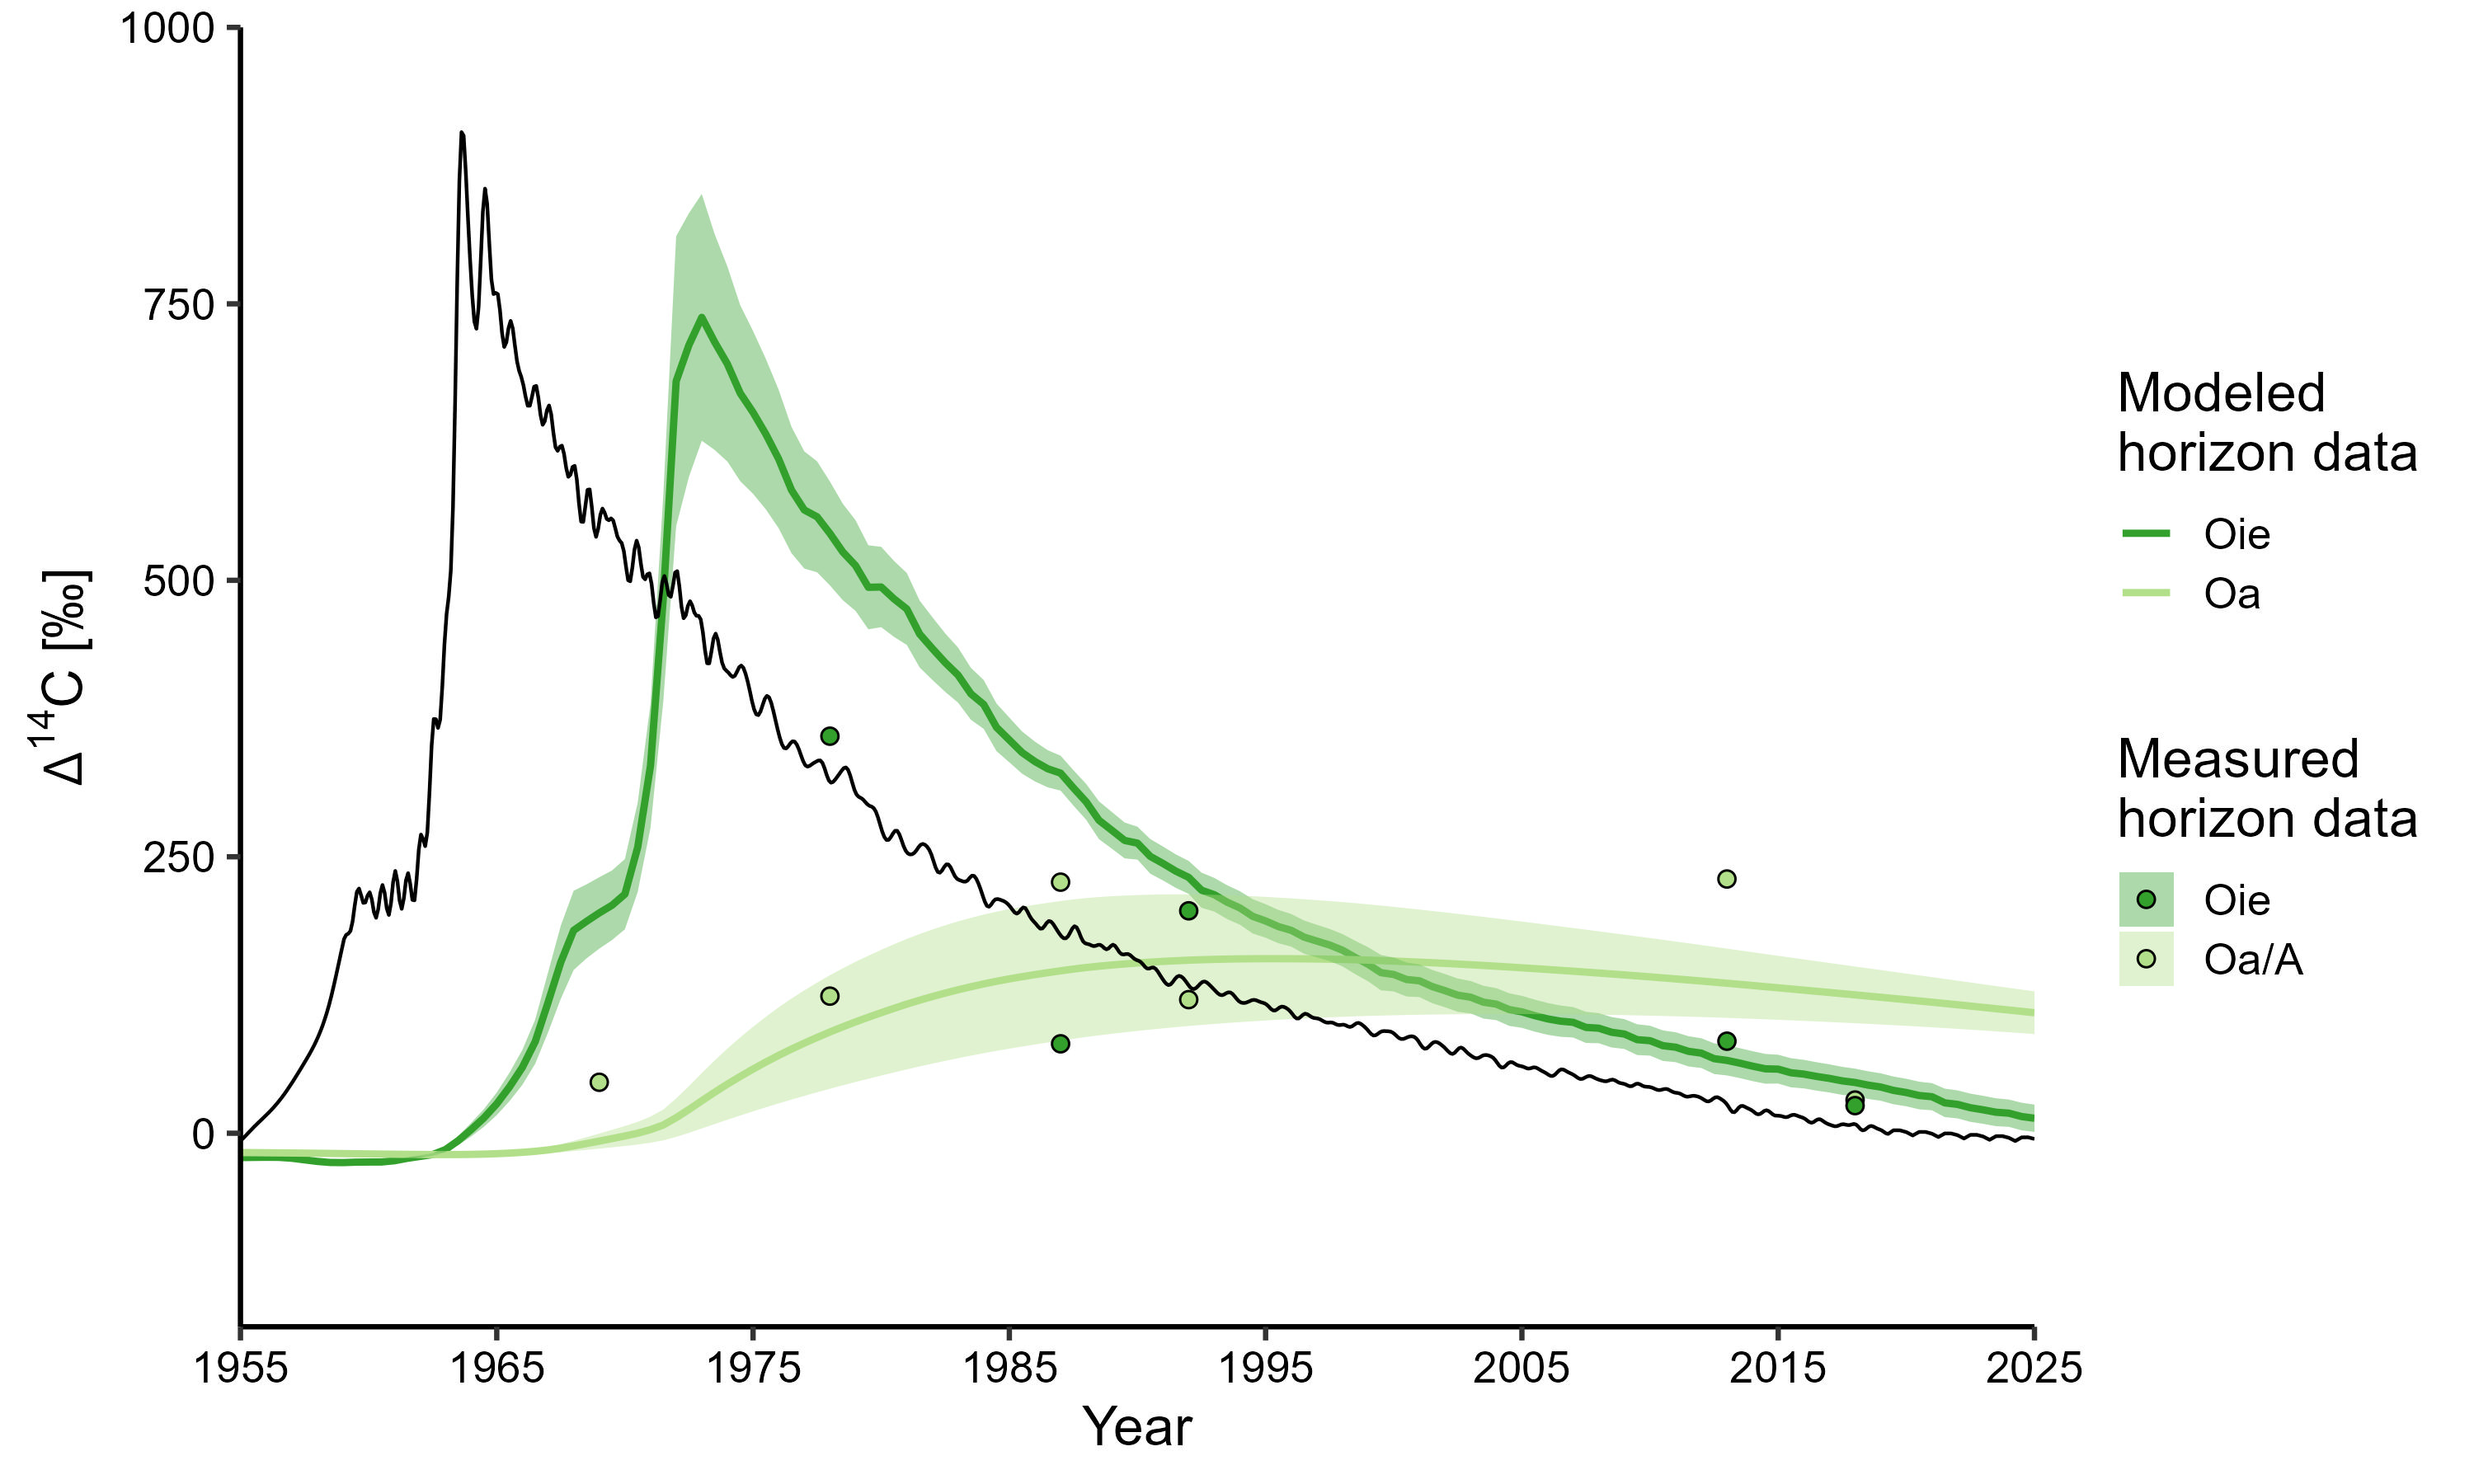 1000
750
500
250
0
Δ ¹⁴C [‰]
1955 1965 1975 1985 1995 2005 2015 2025
Year
Modeled
horizon data
Oie
Oa
Measured
horizon data
Oie
Oa/A